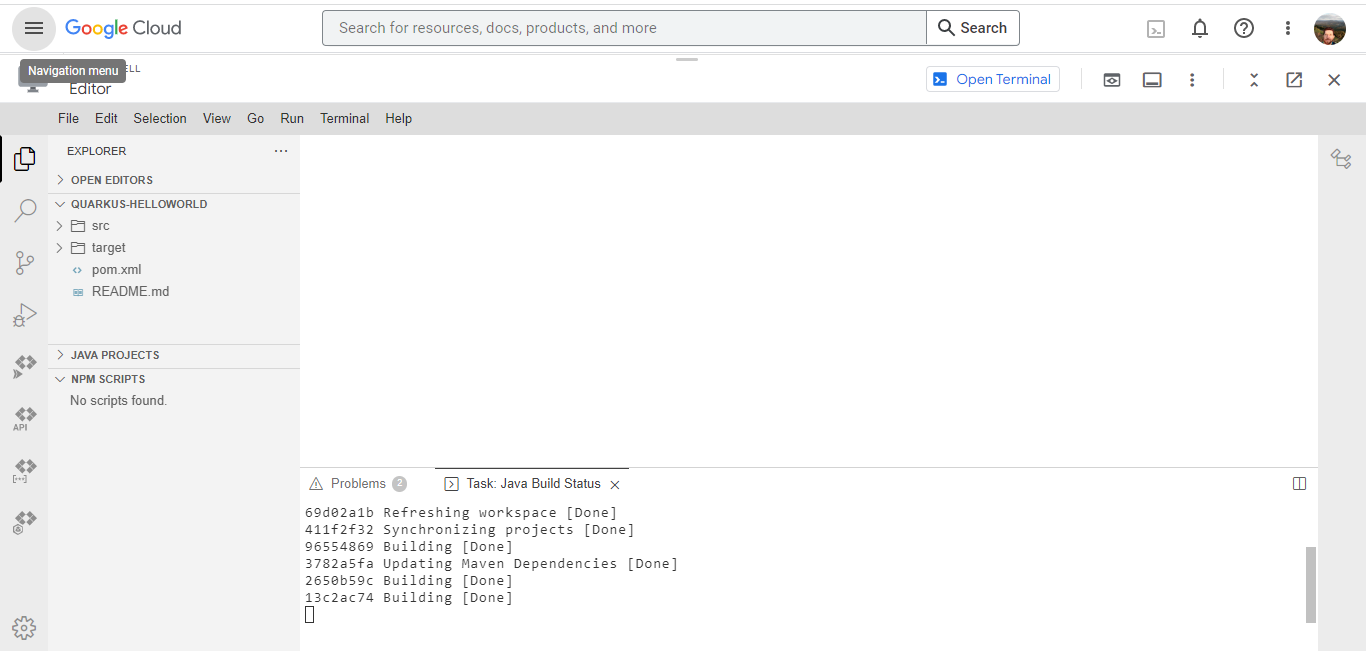 Google Cloud
Search for resources, docs, products, and more
Search
Navigation menu
ELL
Editor
Open Terminal
File Edit Selection View Go Run Terminal Help
EXPLORER
OPEN EDITORS
QUARKUS-HELLOWORLD
src
target
pom.xml
README.md
JAVA PROJECTS
NPM SCRIPTS
No scripts found.
API
Problems 2
Task: Java Build Status
69d02a1b Refreshing workspace [Done]
411f2f32 Synchronizing projects [Done]
96554869 Building [Done]
3782a5fa Updating Maven Dependencies [Done]
2650b59c Building [Done]
13c2ac74 Building [Done]